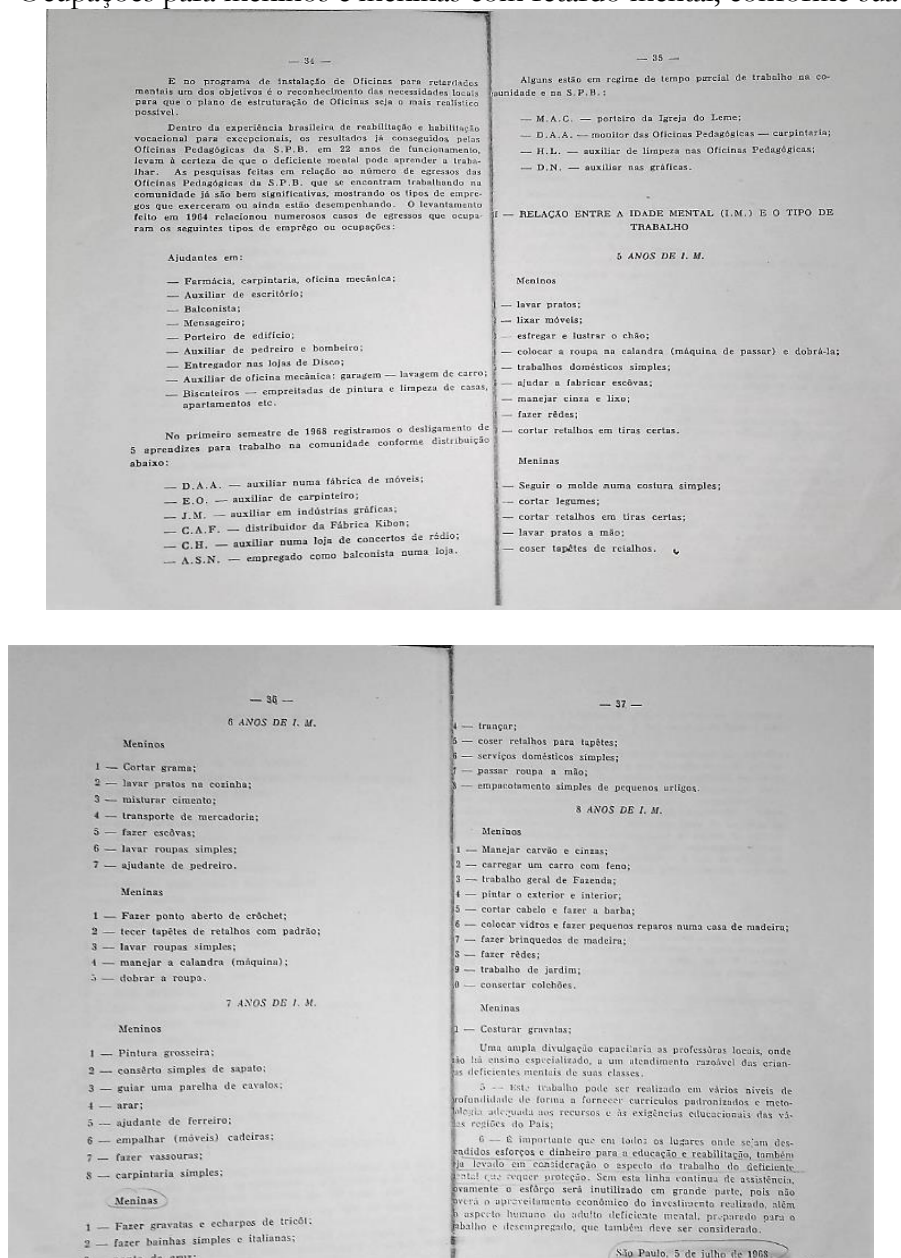 Ocupações para meninos e meninas com retardo mental, conforme sua
— 34 —
E no programa de instalação de Oficinas para retardados
mentais um dos objetivos é o reconhecimento das necessidades locais
para que o plano de estruturação de Oficinas seja o mais realístico
possível.
Dentro da experiência brasileira de reabilitação e habilitação
vocacional para excepcionais, os resultados já conseguidos pelas
Oficinas Pedagógicas da S.P.B. em 22 anos de funcionamento,
levam à certeza de que o deficiente mental pode aprender a traba-
lhar. As pesquisas feitas em relação ao número de egressos das
Oficinas Pedagógicas da S.P.B. que se encontram trabalhando na
comunidade já são bem significativas, mostrando os tipos de empre-
gos que exerceram ou ainda estão desempenhando. O levantamento
feito em 1964 relacionou numerosos casos de egressos que ocupa-
ram os seguintes tipos de emprêgo ou ocupações:
Ajudantes em:
— Farmácia, carpintaria, oficina mecânica;
— Auxiliar de escritório;
— Balconista;
— Mensageiro;
— Porteiro de edifício;
— Auxiliar de pedreiro e bombeiro;
— Entregador nas lojas de Disco;
— Auxiliar de oficina mecânica: garagem — lavagem de carro;
— Biscateiros — empreitadas de pintura e limpeza de casas,
apartamentos etc.
No primeiro semestre de 1968 registramos o desligamento de
5 aprendizes para trabalho na comunidade conforme distribuição
abaixo:
— D.A.A. — auxiliar numa fábrica de móveis;
— E.O. — auxiliar de carpinteiro;
— J.M. — auxiliar em indústrias gráficas;
— C.A.F. — distribuidor da Fábrica Kibon;
— C.H. — auxiliar numa loja de concertos de rádio;
— A.S.N. — empregado como balconista numa loja.
— 35 —
Alguns estão em regime de tempo parcial de trabalho na co-
munidade e na S.P.B.:
— M.A.C. — porteiro da Igreja do Leme;
— D.A.A. — monitor das Oficinas Pedagógicas — carpintaria;
— H.L. — auxiliar de limpeza nas Oficinas Pedagógicas;
— D.N. — auxiliar nas gráficas.
I — RELAÇÃO ENTRE A IDADE MENTAL (I.M.) E O TIPO DE
TRABALHO
5 ANOS DE I. M.
Meninos
— lavar pratos;
— lixar móveis;
— esfregar e lustrar o chão;
— colocar a roupa na calandra (máquina de passar) e dobrá-la;
— trabalhos domésticos simples;
— ajudar a fabricar escôvas;
— manejar cinza e lixo;
— fazer rêdes;
— cortar retalhos em tiras certas.
Meninas
— Seguir o molde numa costura simples;
— cortar legumes;
— cortar retalhos em tiras certas;
— lavar pratos a mão;
— coser tapêtes de retalhos.
— 36 —
6 ANOS DE I. M.
Meninos
1 — Cortar grama;
2 — lavar pratos na cozinha;
3 — misturar cimento;
4 — transporte de mercadoria;
5 — fazer escôvas;
6 — lavar roupas simples;
7 — ajudante de pedreiro.
Meninas
1 — Fazer ponto aberto de crôchet;
2 — tecer tapêtes de retalhos com padrão;
3 — lavar roupas simples;
4 — manejar a calandra (máquina);
5 — dobrar a roupa.
7 ANOS DE I. M.
Meninos
1 — Pintura grosseira;
2 — consêrto simples de sapato;
3 — guiar uma parelha de cavalos;
4 — arar;
5 — ajudante de ferreiro;
6 — empalhar (móveis) cadeiras;
7 — fazer vassouras;
8 — carpintaria simples;
Meninas
1 — Fazer gravatas e echarpes de tricôt;
2 — fazer bainhas simples e italianas;
— 37 —
4 — trançar;
5 — coser retalhos para tapêtes;
6 — serviços domésticos simples;
7 — passar roupa a mão;
8 — empacotamento simples de pequenos artigos.
8 ANOS DE I. M.
Meninos
1 — Manejar carvão e cinzas;
2 — carregar um carro com feno;
3 — trabalho geral de Fazenda;
4 — pintar o exterior e interior;
5 — cortar cabelo e fazer a barba;
6 — colocar vidros e fazer pequenos reparos numa casa de madeira;
7 — fazer brinquedos de madeira;
8 — fazer rêdes;
9 — trabalho de jardim;
0 — consertar colchões.
Meninas
1 — Costurar gravatas;
Uma ampla divulgação capacitaria as professôras locais, onde
não há ensino especializado, a um atendimento razoável das crian-
as deficientes mentais de suas classes.
5 — Este trabalho pode ser realizado em vários níveis de
profundidade de forma a fornecer currículos padronizados e meto-
dologia adequada aos recursos e às exigências educacionais das vá-
ias regiões do País;
6 — É importante que em todos os lugares onde sejam des-
endidos esforços e dinheiro para a educação e reabilitação, também
ja levado em consideração o aspecto do trabalho do deficiente
ental que requer proteção. Sem esta linha contínua de assistência,
ovamente o esfôrço será inutilizado em grande parte, pois não
overá o aproveitamento econômico do investimento realizado, além
o aspecto humano do adulto deficiente mental, preparado para o
abalho e desempregado, que também deve ser considerado.
São Paulo, 5 de julho de 1968